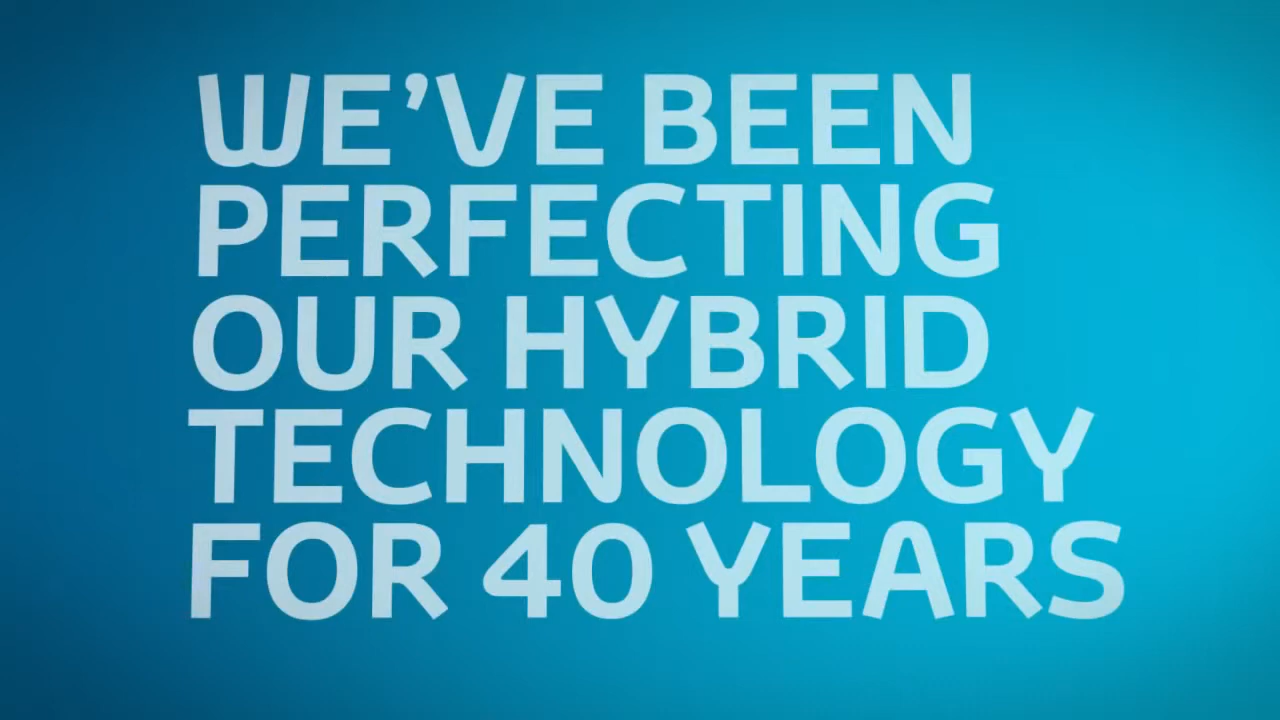 WE’VE BEEN
PERFECTING
OUR HYBRID
TECHNOLOGY
FOR 40 YEARS